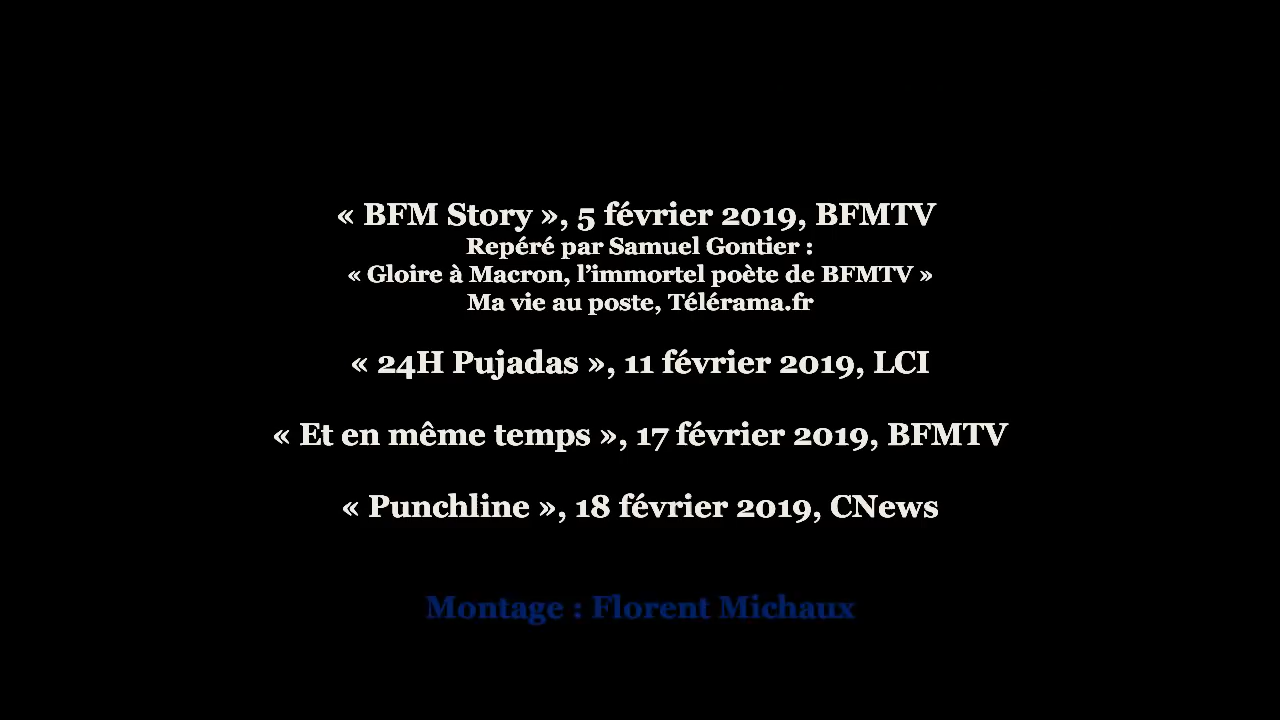 « BFM Story », 5 février 2019, BFMTV
Repéré par Samuel Gontier :
« Gloire à Macron, l’immortel poète de BFMTV »
Ma vie au poste, Télérama.fr
« 24H Pujadas », 11 février 2019, LCI
« Et en même temps », 17 février 2019, BFMTV
« Punchline », 18 février 2019, CNews
Montage : Florent Michaux